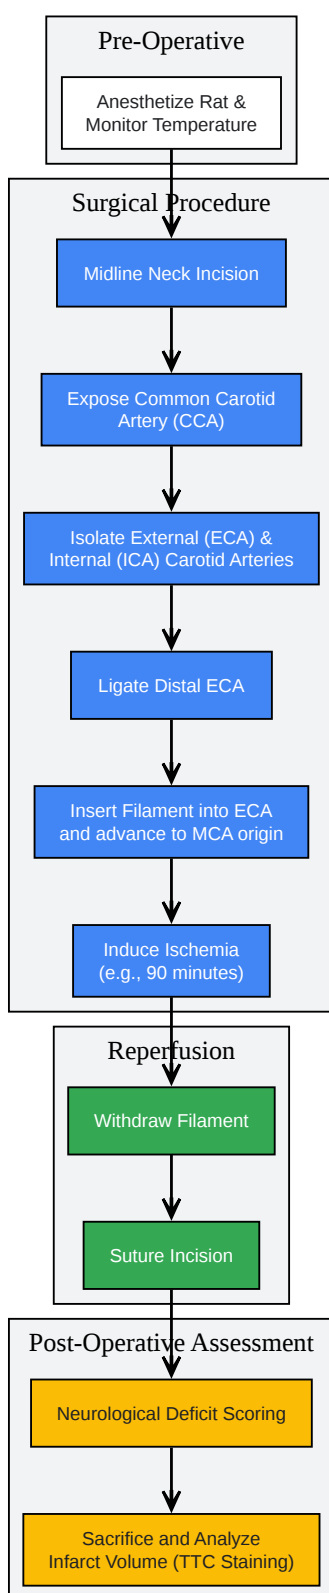 Pre-Operative
Anesthetize Rat &
Monitor Temperature
Surgical Procedure
Midline Neck Incision
Expose Common Carotid
Artery (CCA)
Isolate External (ECA) &
Internal (ICA) Carotid Arteries
Ligate Distal ECA
Insert Filament into ECA
and advance to MCA origin
Induce Ischemia
(e.g., 90 minutes)
Reperfusion
Withdraw Filament
Suture Incision
Post-Operative Assessment
Neurological Deficit Scoring
Sacrifice and Analyze
Infarct Volume (TTC Staining)